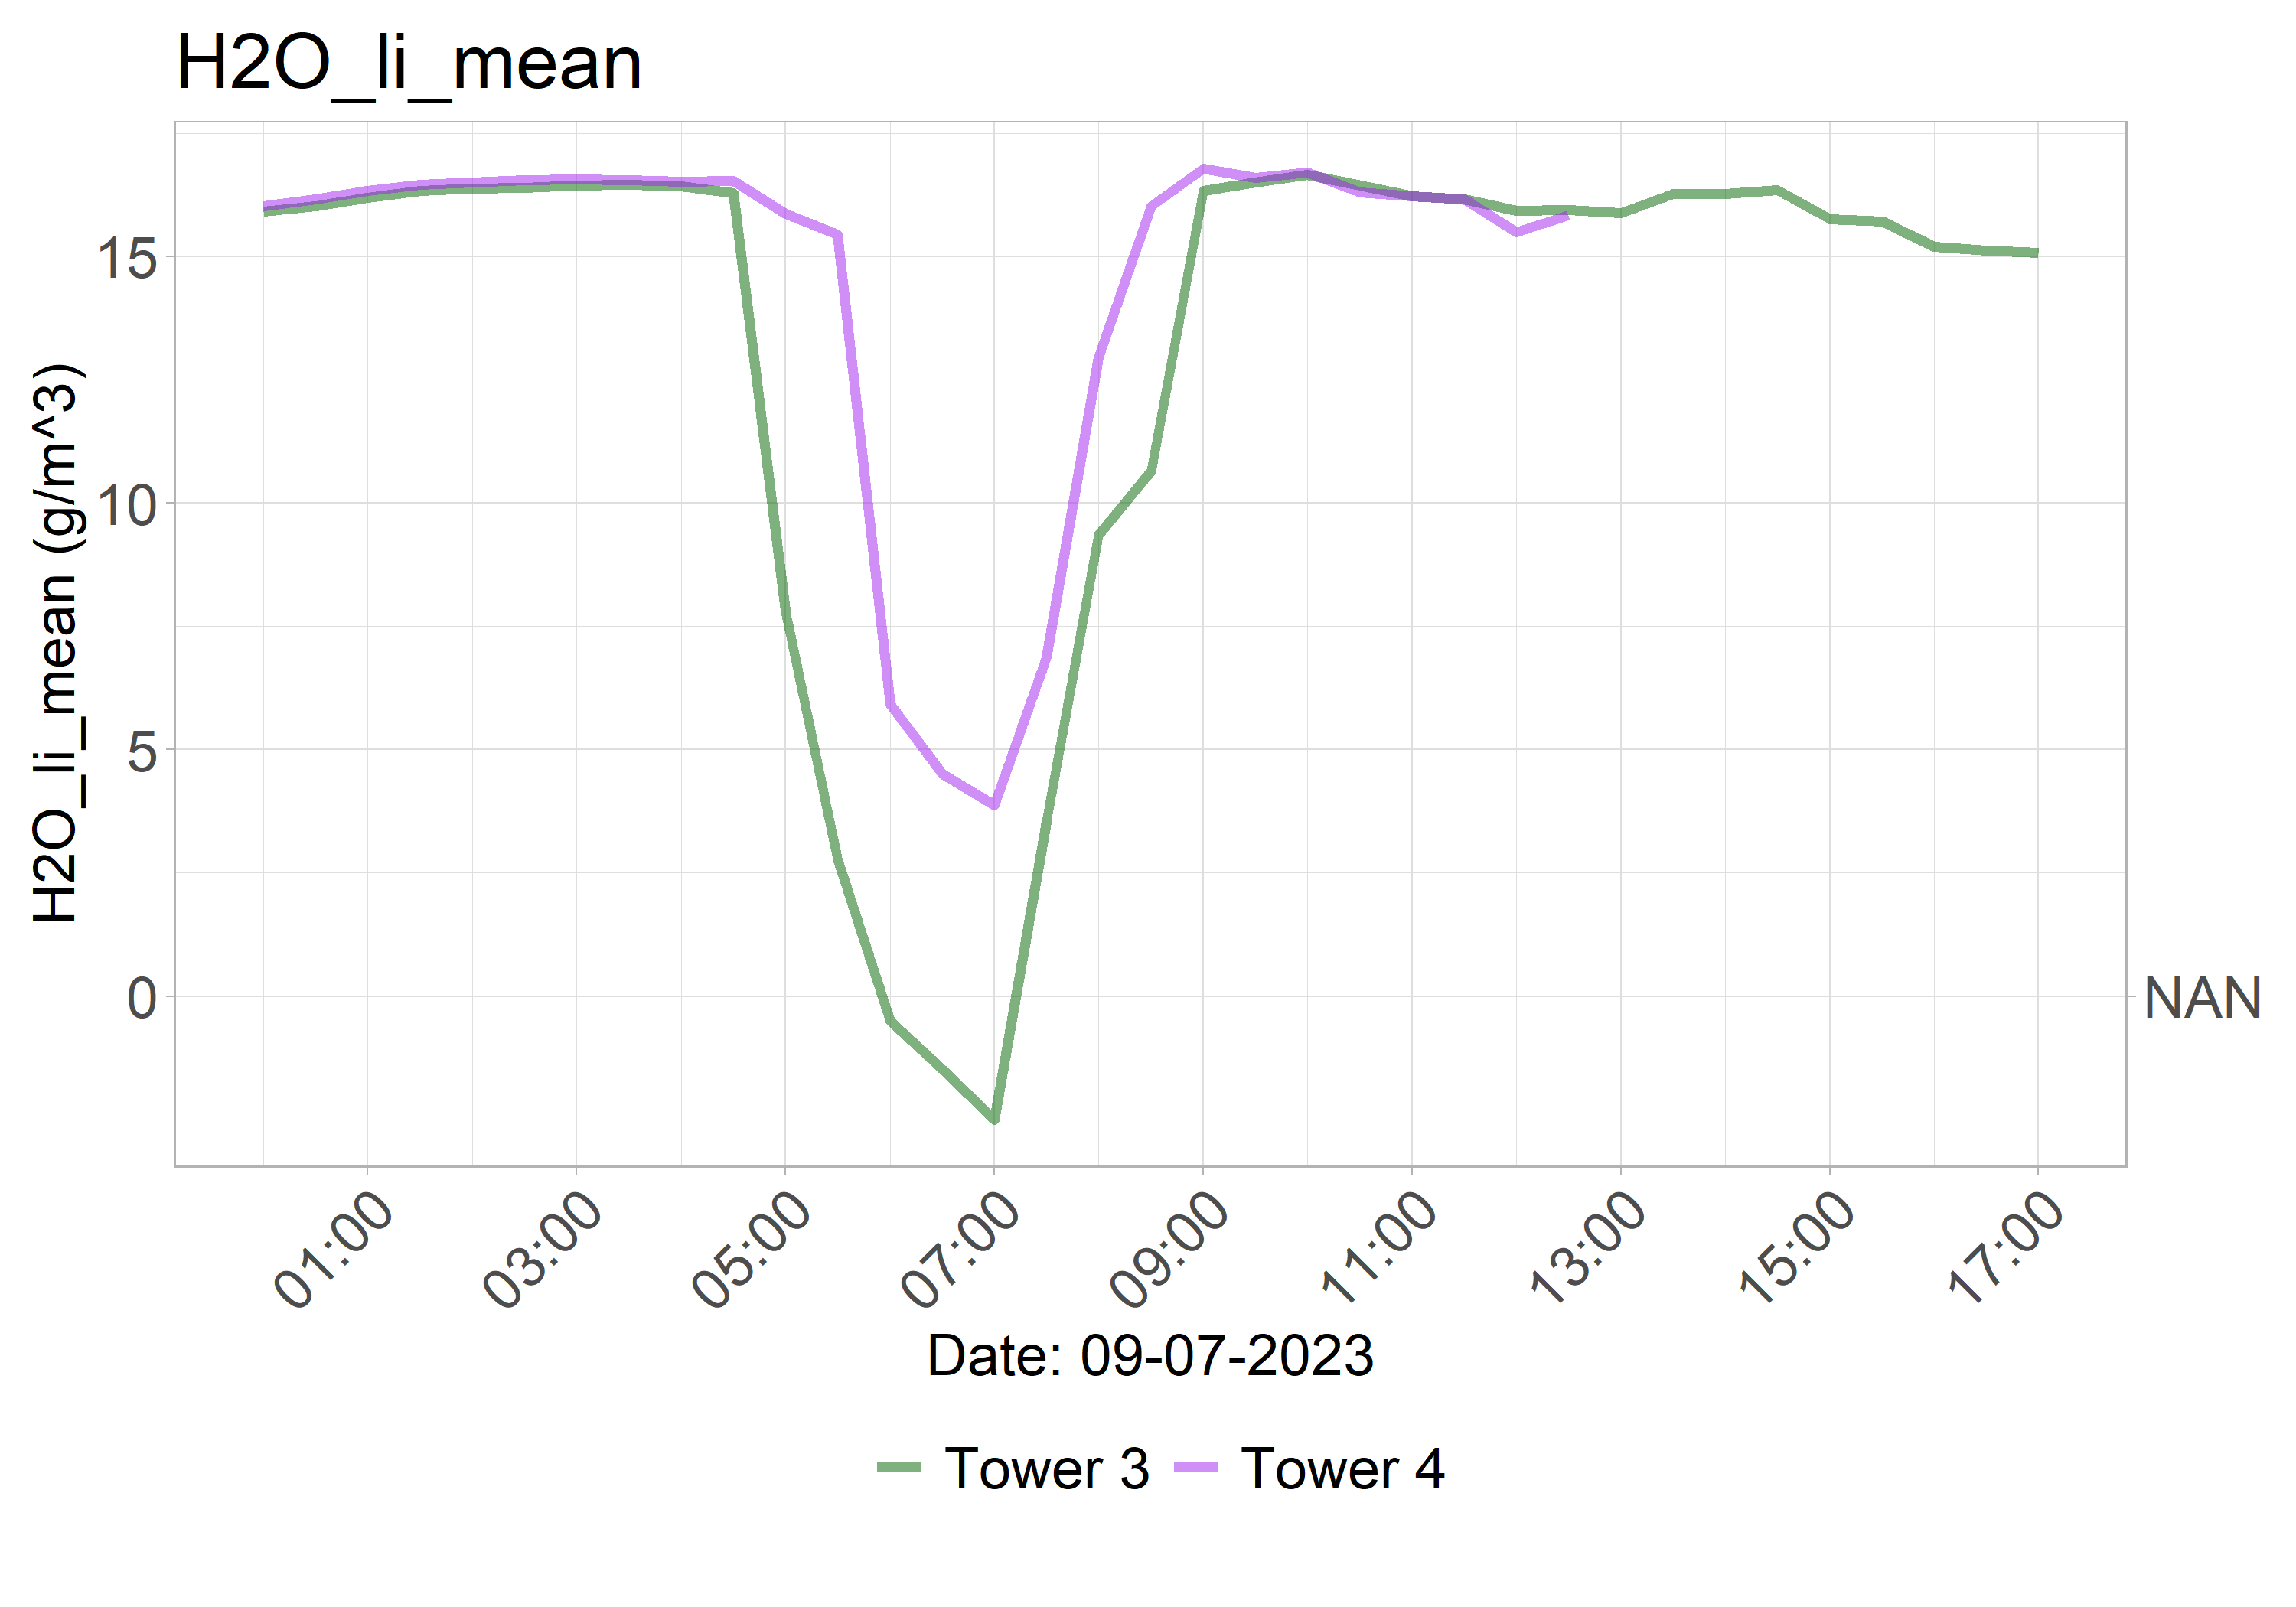 H2O_li_mean
H2O_li_mean (g/m^3)
15
10
5
0
NAN
01:00 03:00 05:00 07:00 09:00 11:00 13:00 15:00 17:00
Date: 09-07-2023
Tower 3 Tower 4